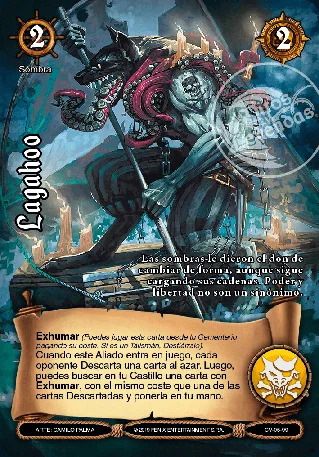 2
2
Sombra
Lagahoo
Las sombras le dieron el don de
cambiar de forma, aunque sigue
cargando sus cadenas. Poder y
libertad no son un sinónimo.
Exhumar (Puedes jugar esta carta desde tu Cementerio
pagando su coste. Si es un Talismán, Destiérralo).
Cuando este Aliado entra en juego, cada
oponente Descarta una carta al azar. Luego,
puedes buscar en tu Castillo una carta con
Exhumar, con el mismo coste que una de las
cartas Descartadas y ponerla en tu mano.
ARTE: CAMILO PALMA